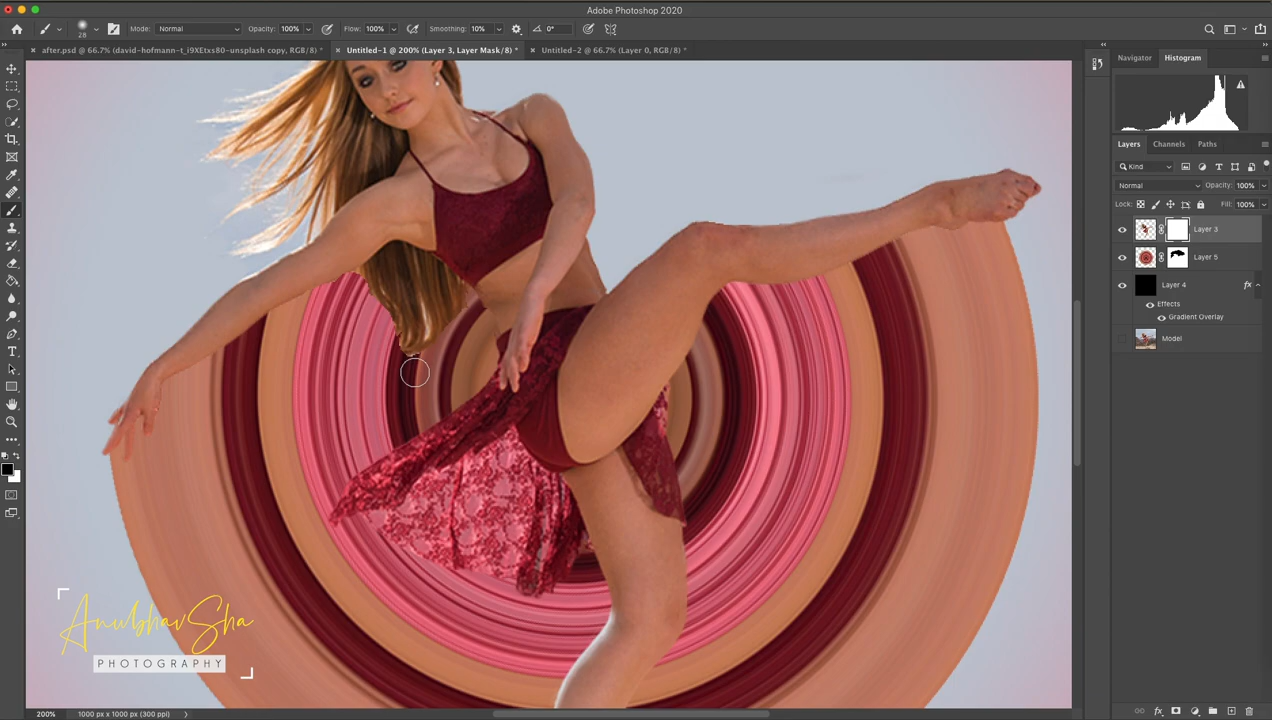 Adobe Photoshop 2020
28 Mode: Normal Opacity: 100% Flow: 100% Smoothing: 10% 0°
after.psd @ 66.7% (david-hofmann-t_i9XEtxs80-unsplash copy, RGB/8) *
Untitled-1 @ 200% (Layer 3, Layer Mask/8) *
Untitled-2 @ 66.7% (Layer 0, RGB/8) *
Navigator Histogram
Layers Channels Paths
Kind
Normal Opacity: 100%
Lock: Fill: 100%
Layer 3
Layer 5
Layer 4 fx
Effects
Gradient Overlay
Model
AnubhavSha
PHOTOGRAPHY
200% 1000 px x 1000 px (300 ppi)
fx